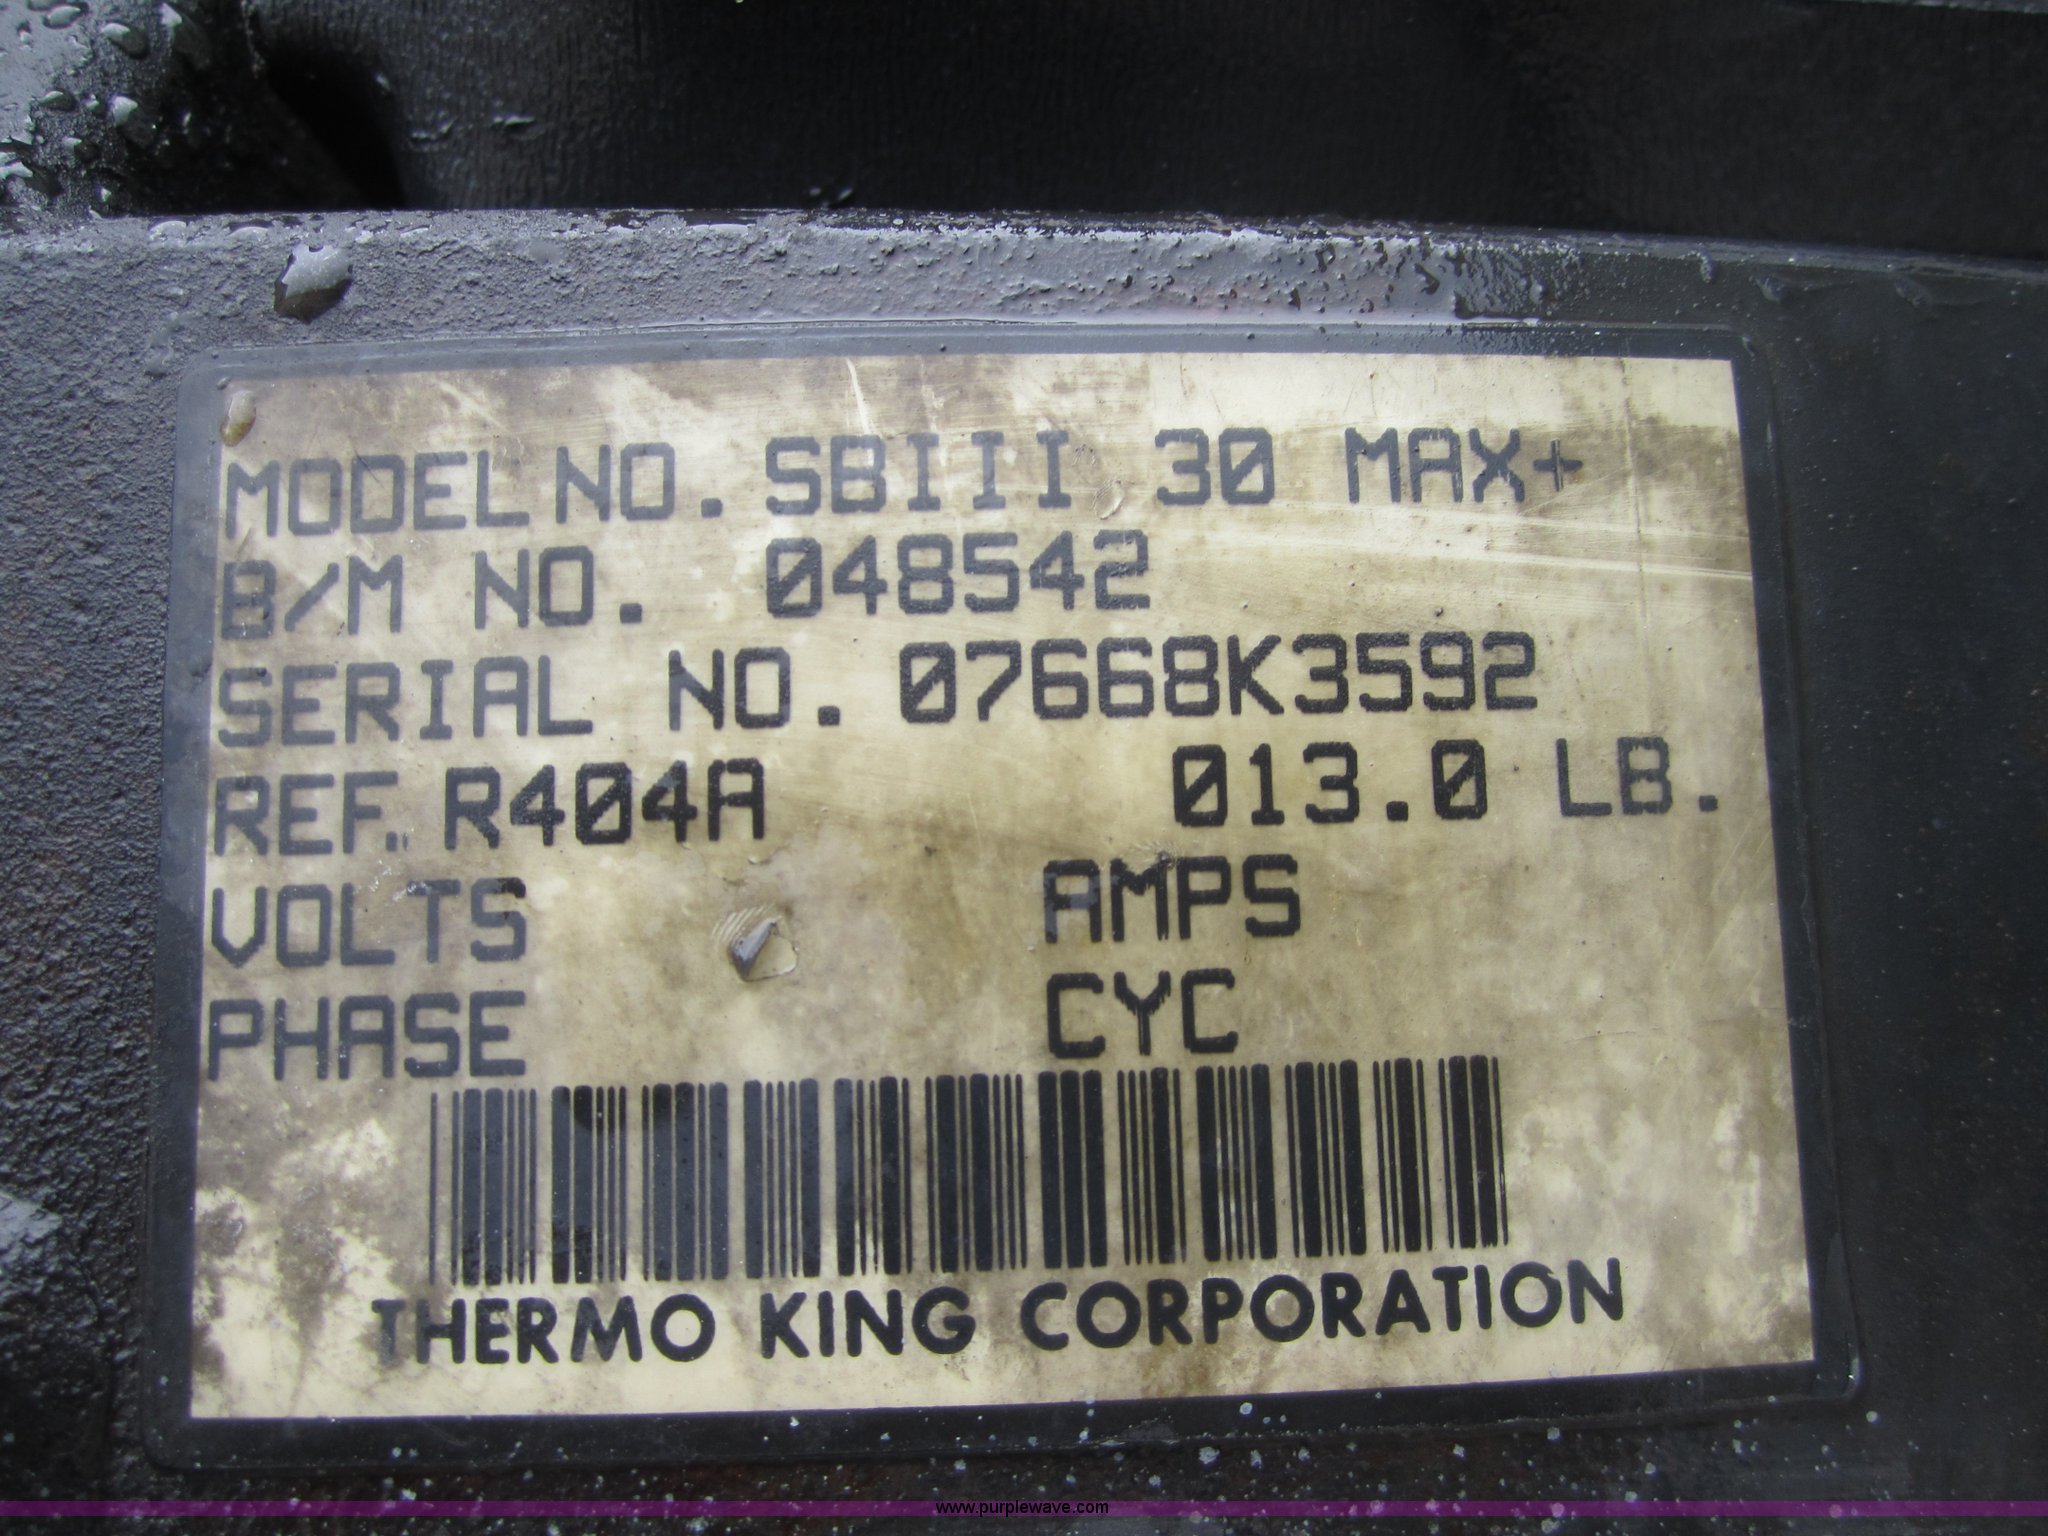 MODEL NO. SBIII 30 MAX+
B/M NO. 048542
SERIAL NO. 07668K3592
REF. R404A 013.0 LB.
VOLTS AMPS
PHASE CYC
THERMO KING CORPORATION
www.purplewave.com